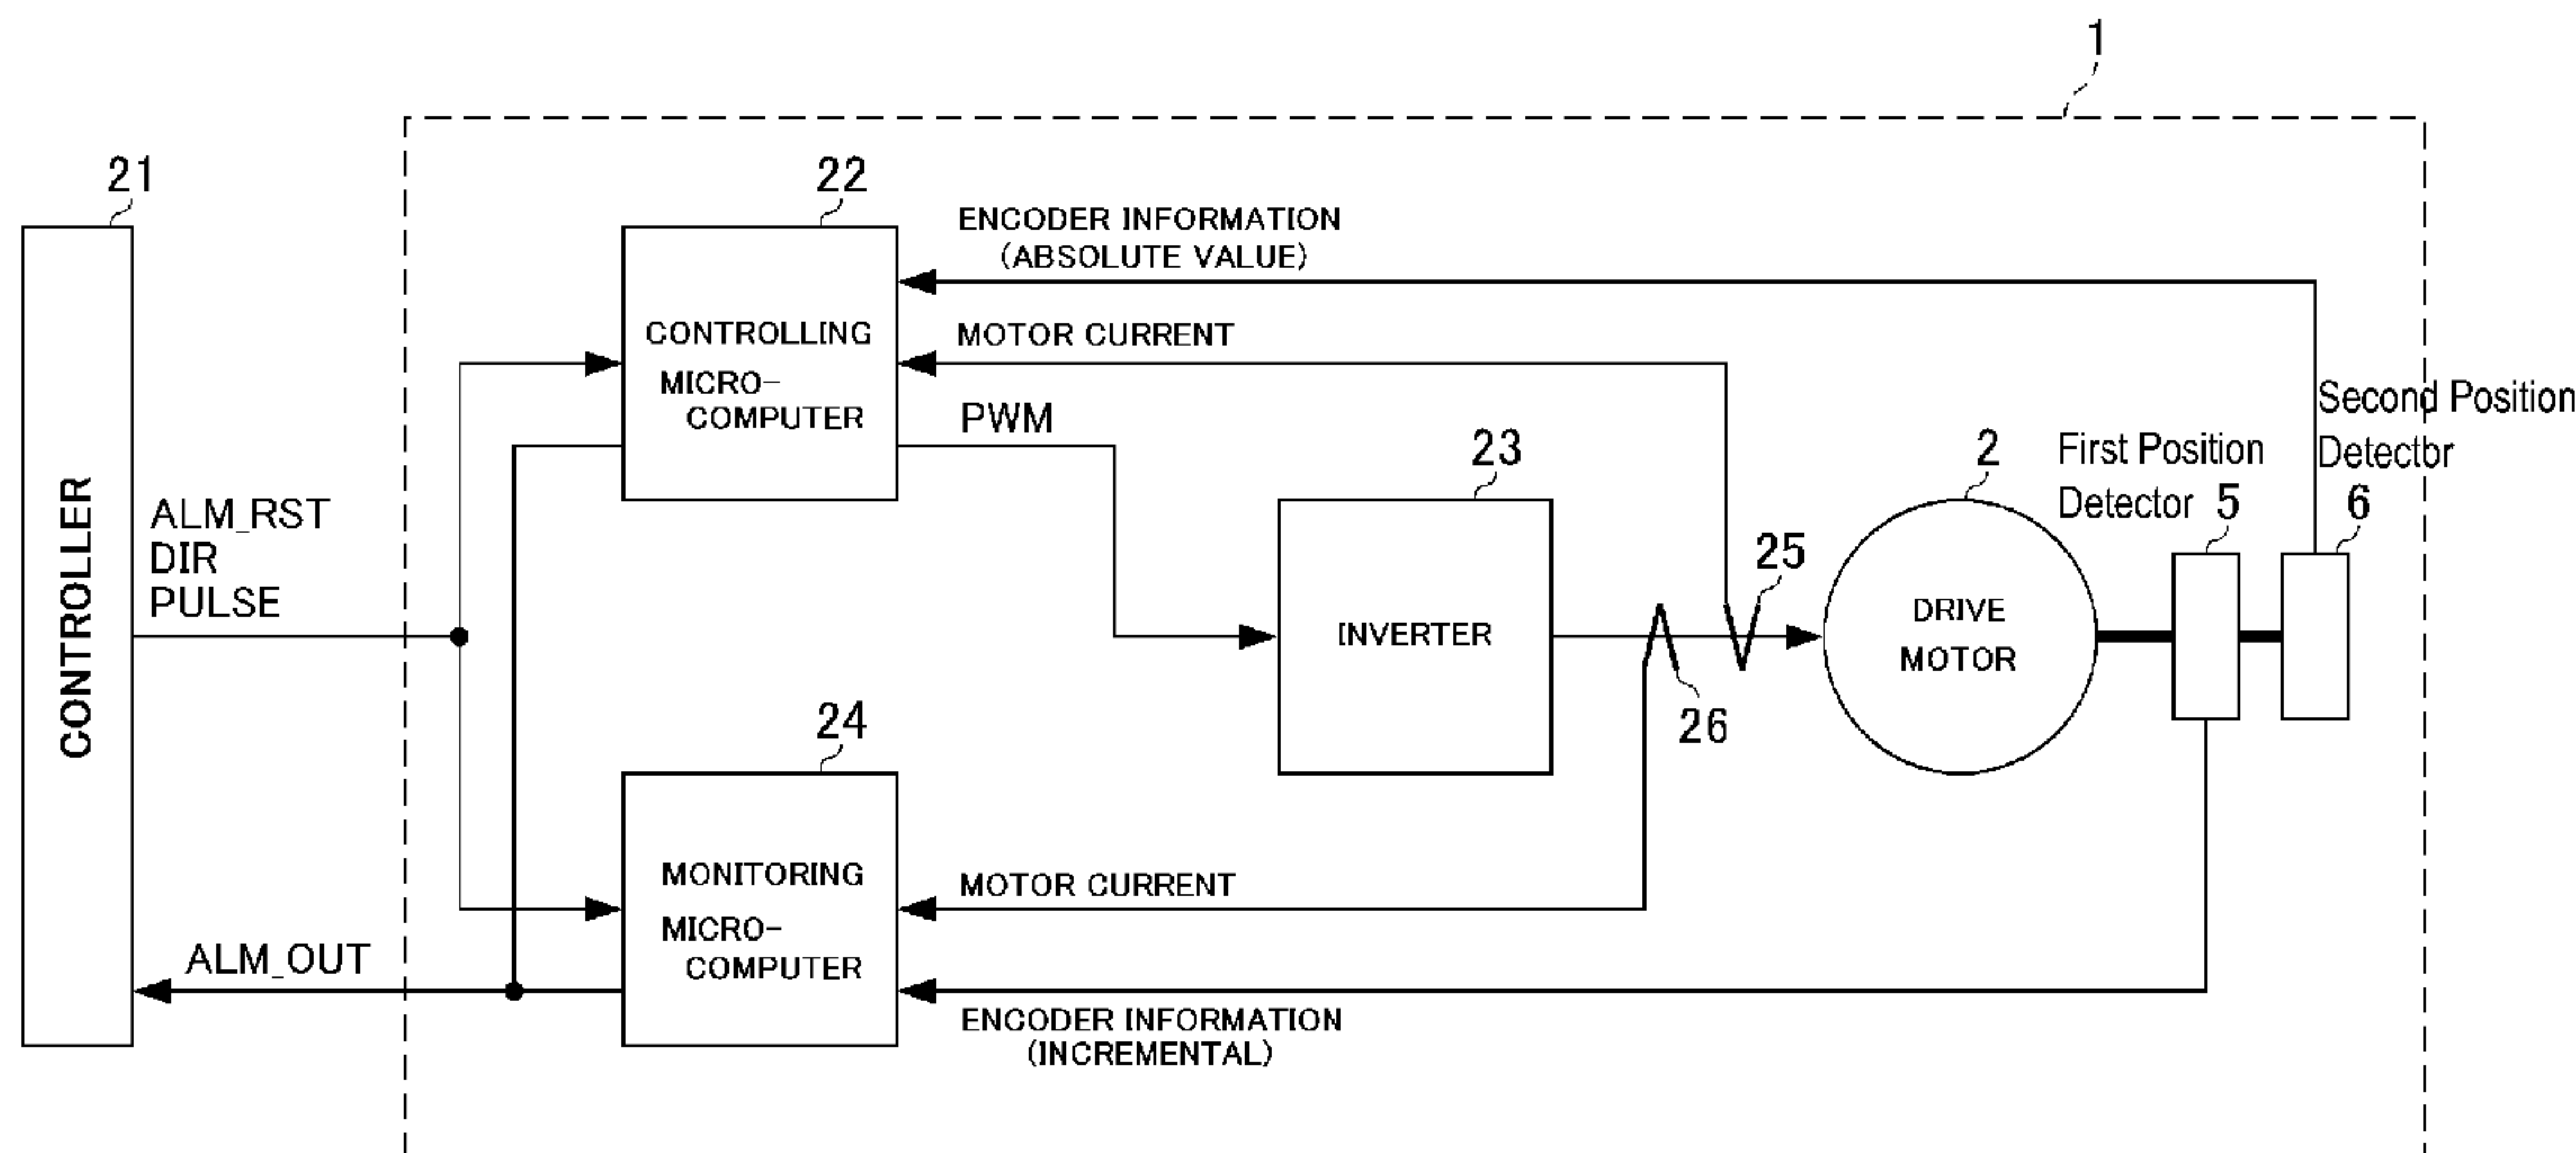 1
21
22
ENCODER INFORMATION
(ABSOLUTE VALUE)
CONTROLLING
MICRO-
COMPUTER
MOTOR CURRENT
PWM
Second Position
Detector
6
First Position
Detector 5
2
23
25
CONTROLLER
ALM_RST
DIR
PULSE
INVERTER
DRIVE
MOTOR
26
24
MONITORING
MICRO-
COMPUTER
MOTOR CURRENT
ALM_OUT
ENCODER INFORMATION
(INCREMENTAL)